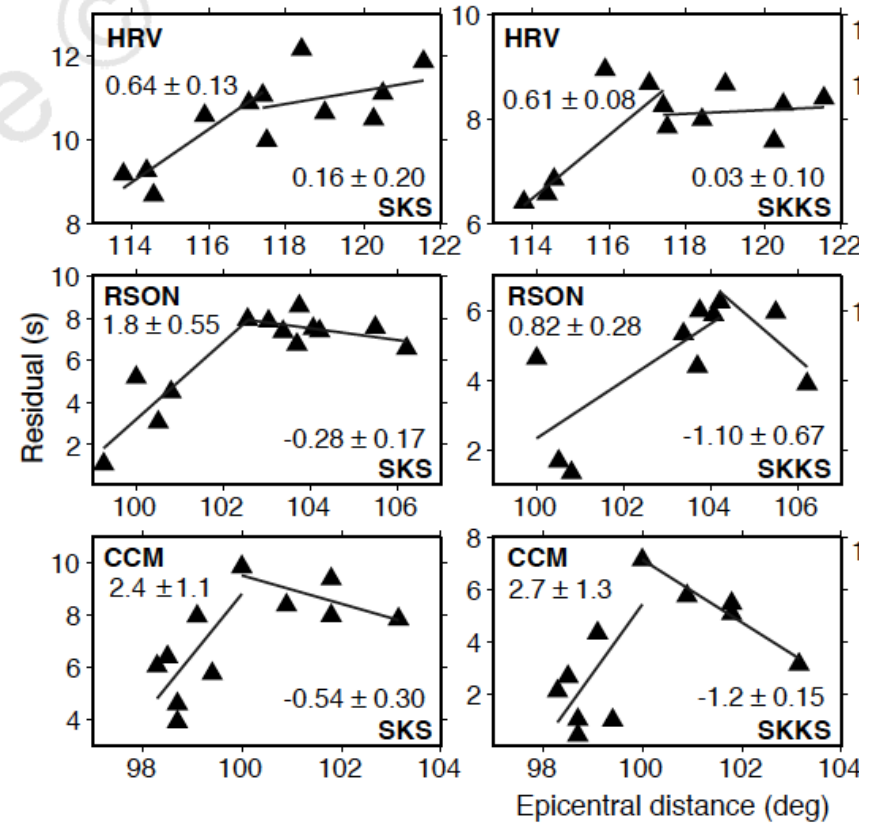 HRV
0.64 ± 0.13
0.16 ± 0.20
SKS
12
10
8
114 116 118 120 122
HRV
0.61 ± 0.08
0.03 ± 0.10
SKKS
10
8
6
114 116 118 120 122
RSON
1.8 ± 0.55
-0.28 ± 0.17
SKS
10
8
6
4
2
100 102 104 106
RSON
0.82 ± 0.28
-1.10 ± 0.67
SKKS
6
4
2
100 102 104 106
Residual (s)
CCM
2.4 ± 1.1
-0.54 ± 0.30
SKS
10
8
6
4
98 100 102 104
CCM
2.7 ± 1.3
-1.2 ± 0.15
SKKS
8
6
4
2
98 100 102 104
Epicentral distance (deg)
1
1
1
1
e ©